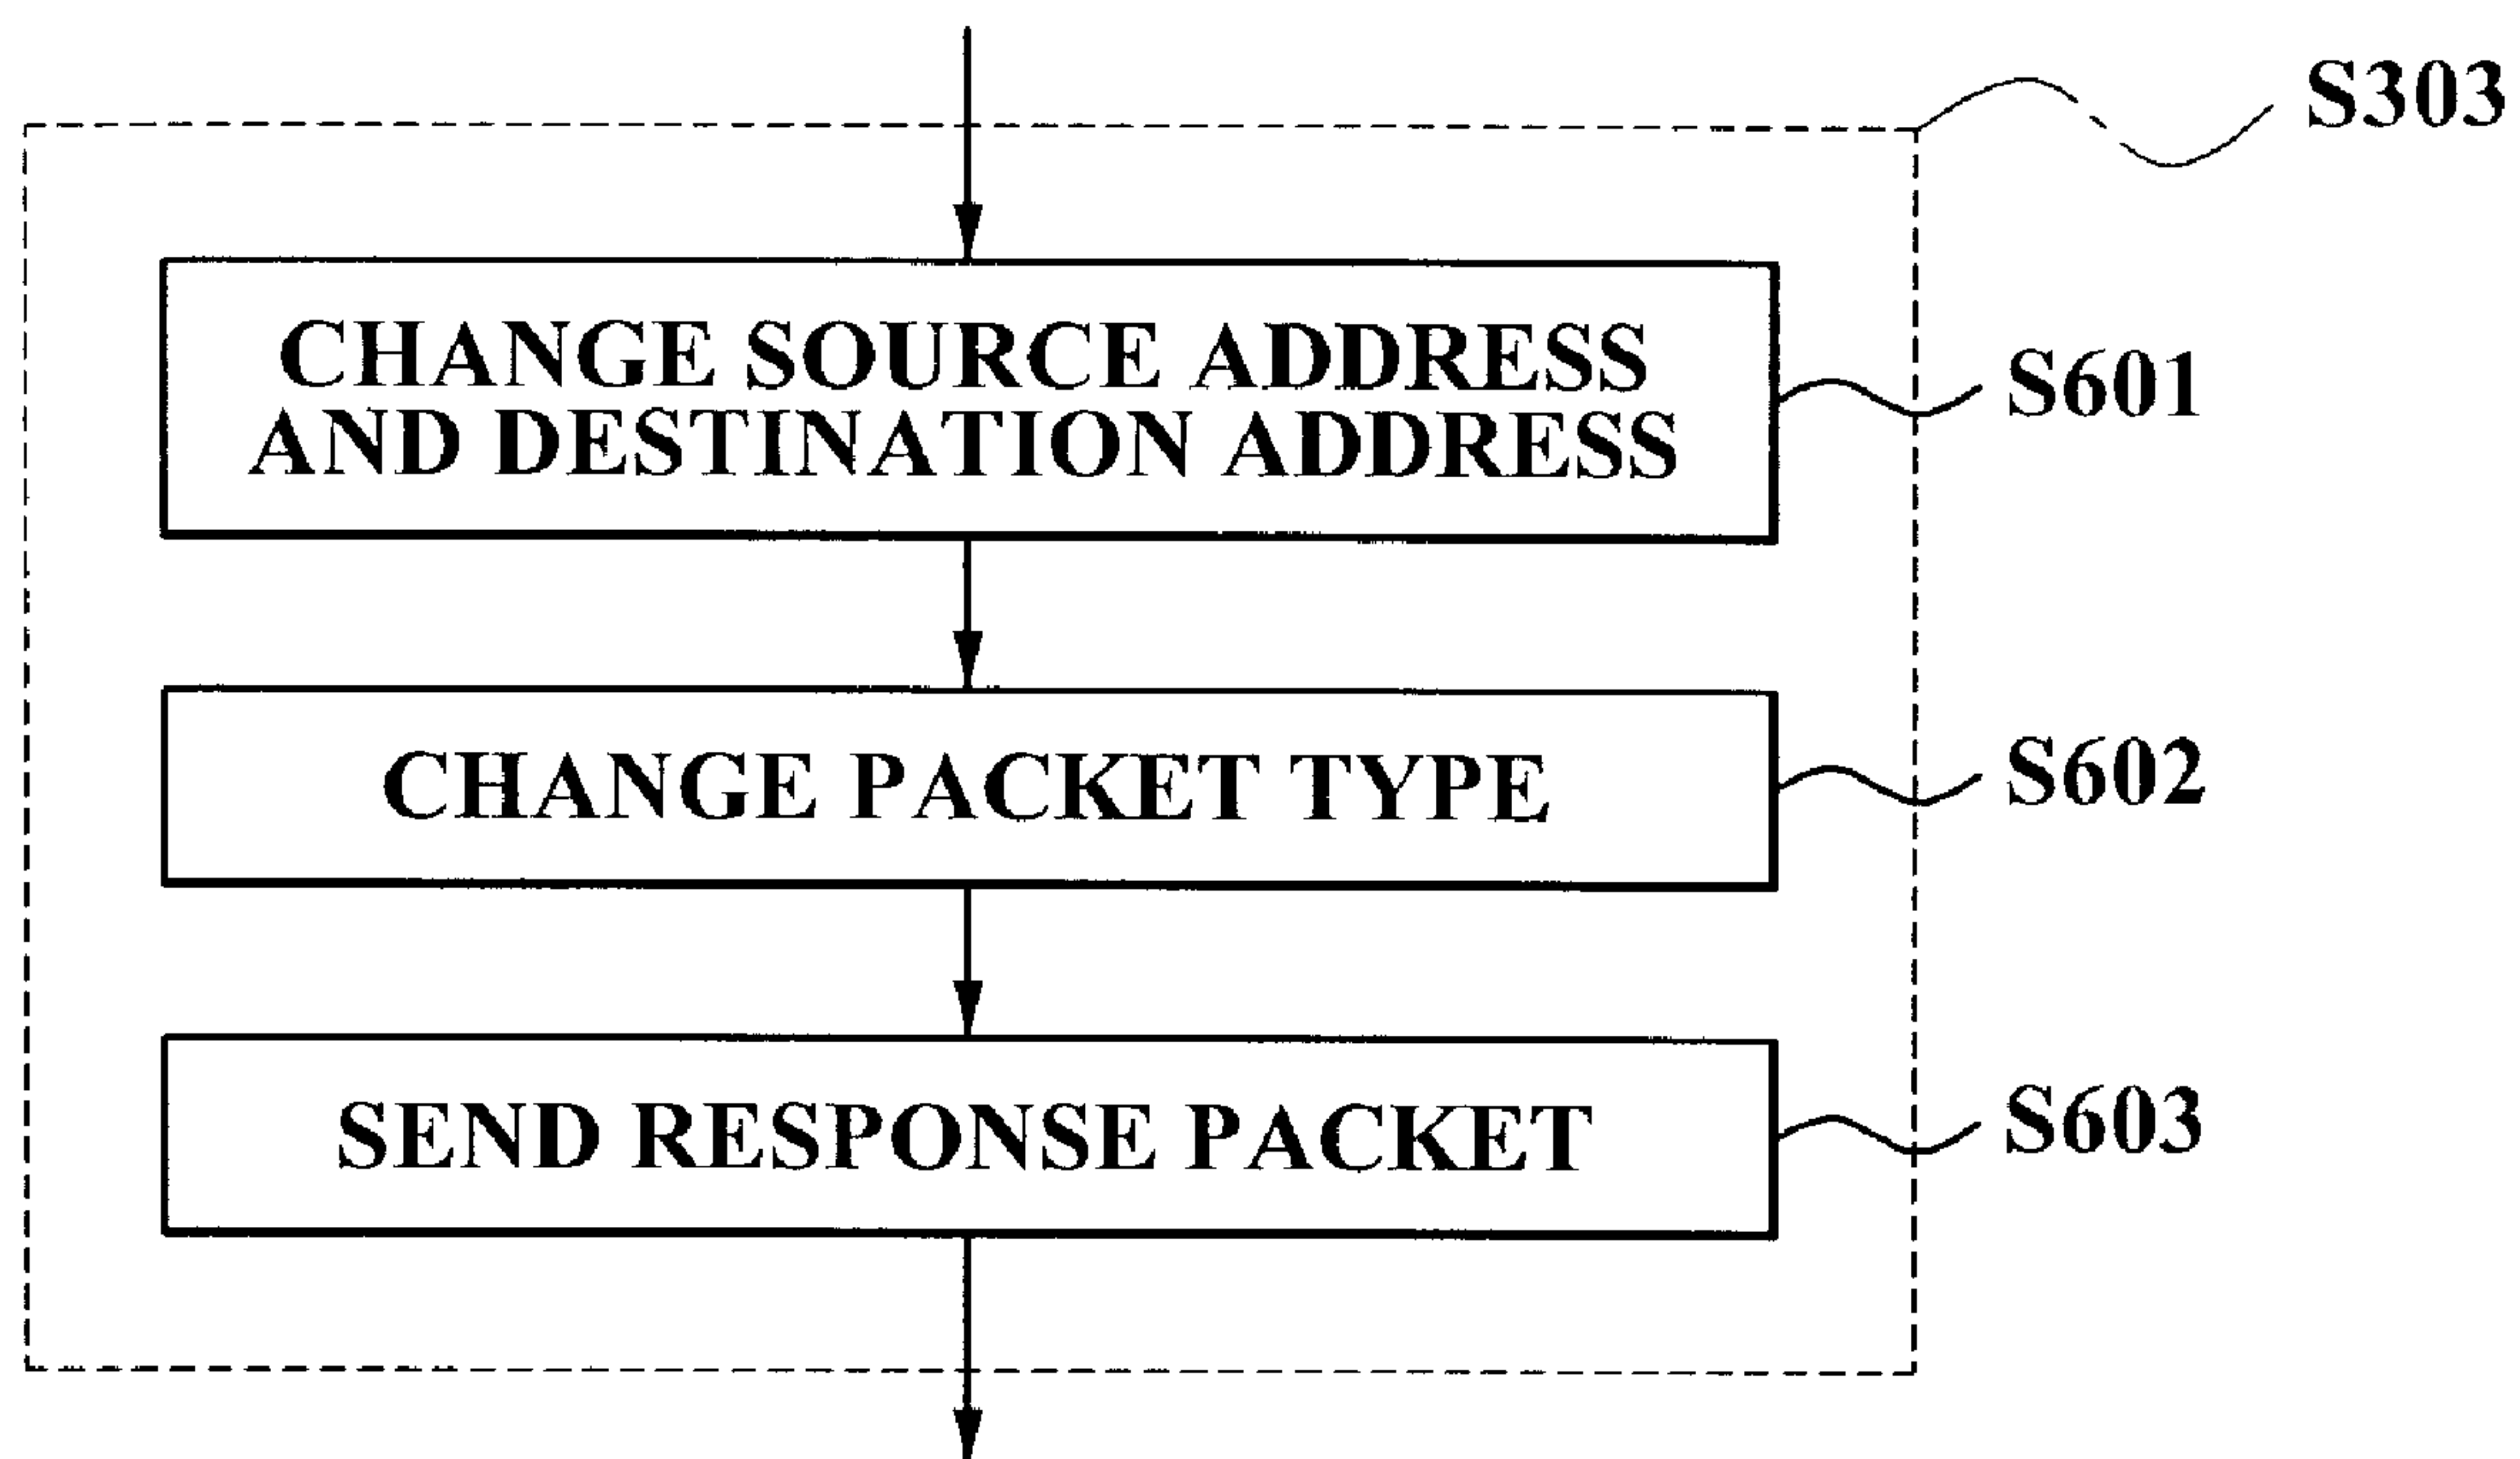 S303
CHANGE SOURCE ADDRESS
AND DESTINATION ADDRESS
S601
CHANGE PACKET TYPE
S602
SEND RESPONSE PACKET
S603